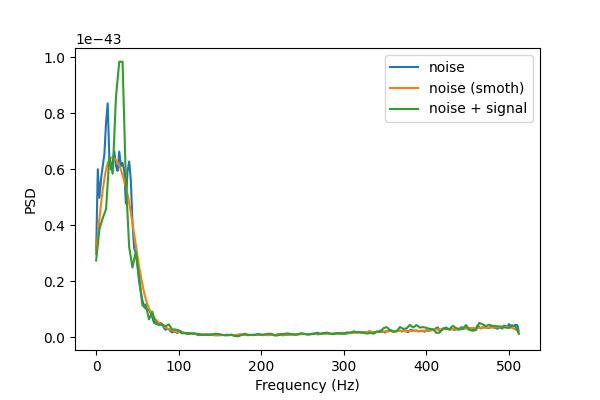 1e−43
1.0
0.8
0.6
0.4
0.2
0.0
PSD
0 100 200 300 400 500
Frequency (Hz)
noise
noise (smoth)
noise + signal